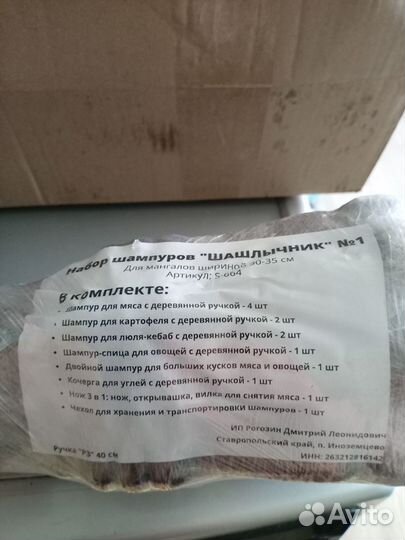 Набор шампуров "ШАШЛЫЧНИК" №1
Для мангалов шириной 30-35 см
Артикул: S-664
В комплекте:
Шампур для мяса с деревянной ручкой - 4 шт
Шампур для картофеля с деревянной ручкой - 2 шт
Шампур для люля-кебаб с деревянной ручкой - 2 шт
Шампур-спица для овощей с деревянной ручкой - 1 шт
Двойной шампур для больших кусков мяса и овощей - 1 шт
Кочерга для углей с деревянной ручкой - 1 шт
Нож 3 в 1: нож, открывашка, вилка для снятия мяса - 1 шт
Чехол для хранения и транспортировки шампуров - 1 шт
ИП Рогозин Дмитрий Леонидович
Ставропольский край, п. Иноземцево
ИНН: 263212816142
Ручка "Р3" 40 см
Avito